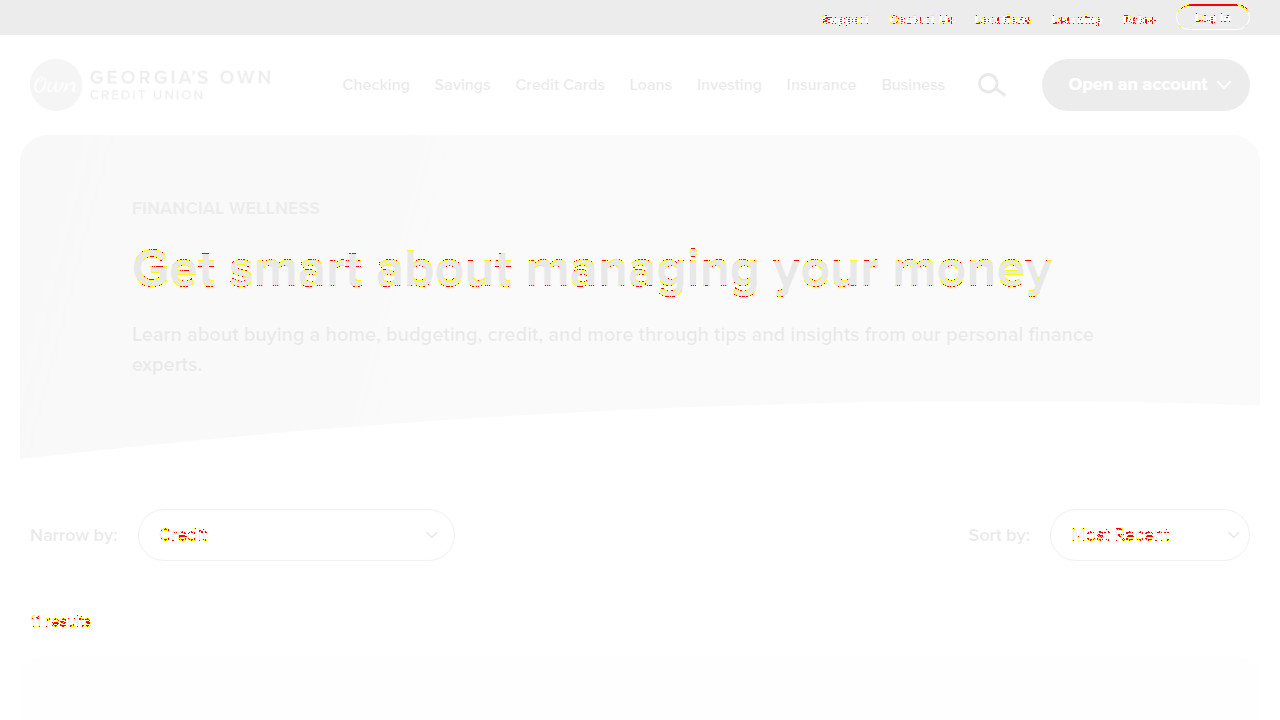 Support Contact Us Locations Learning Rates Log In
Own GEORGIA'S OWN
CREDIT UNION
Checking Savings Credit Cards Loans Investing Insurance Business Open an account
FINANCIAL WELLNESS
Get smart about managing your money
Learn about buying a home, budgeting, credit, and more through tips and insights from our personal finance
experts.
Narrow by: Credit Sort by: Most Recent
11 results